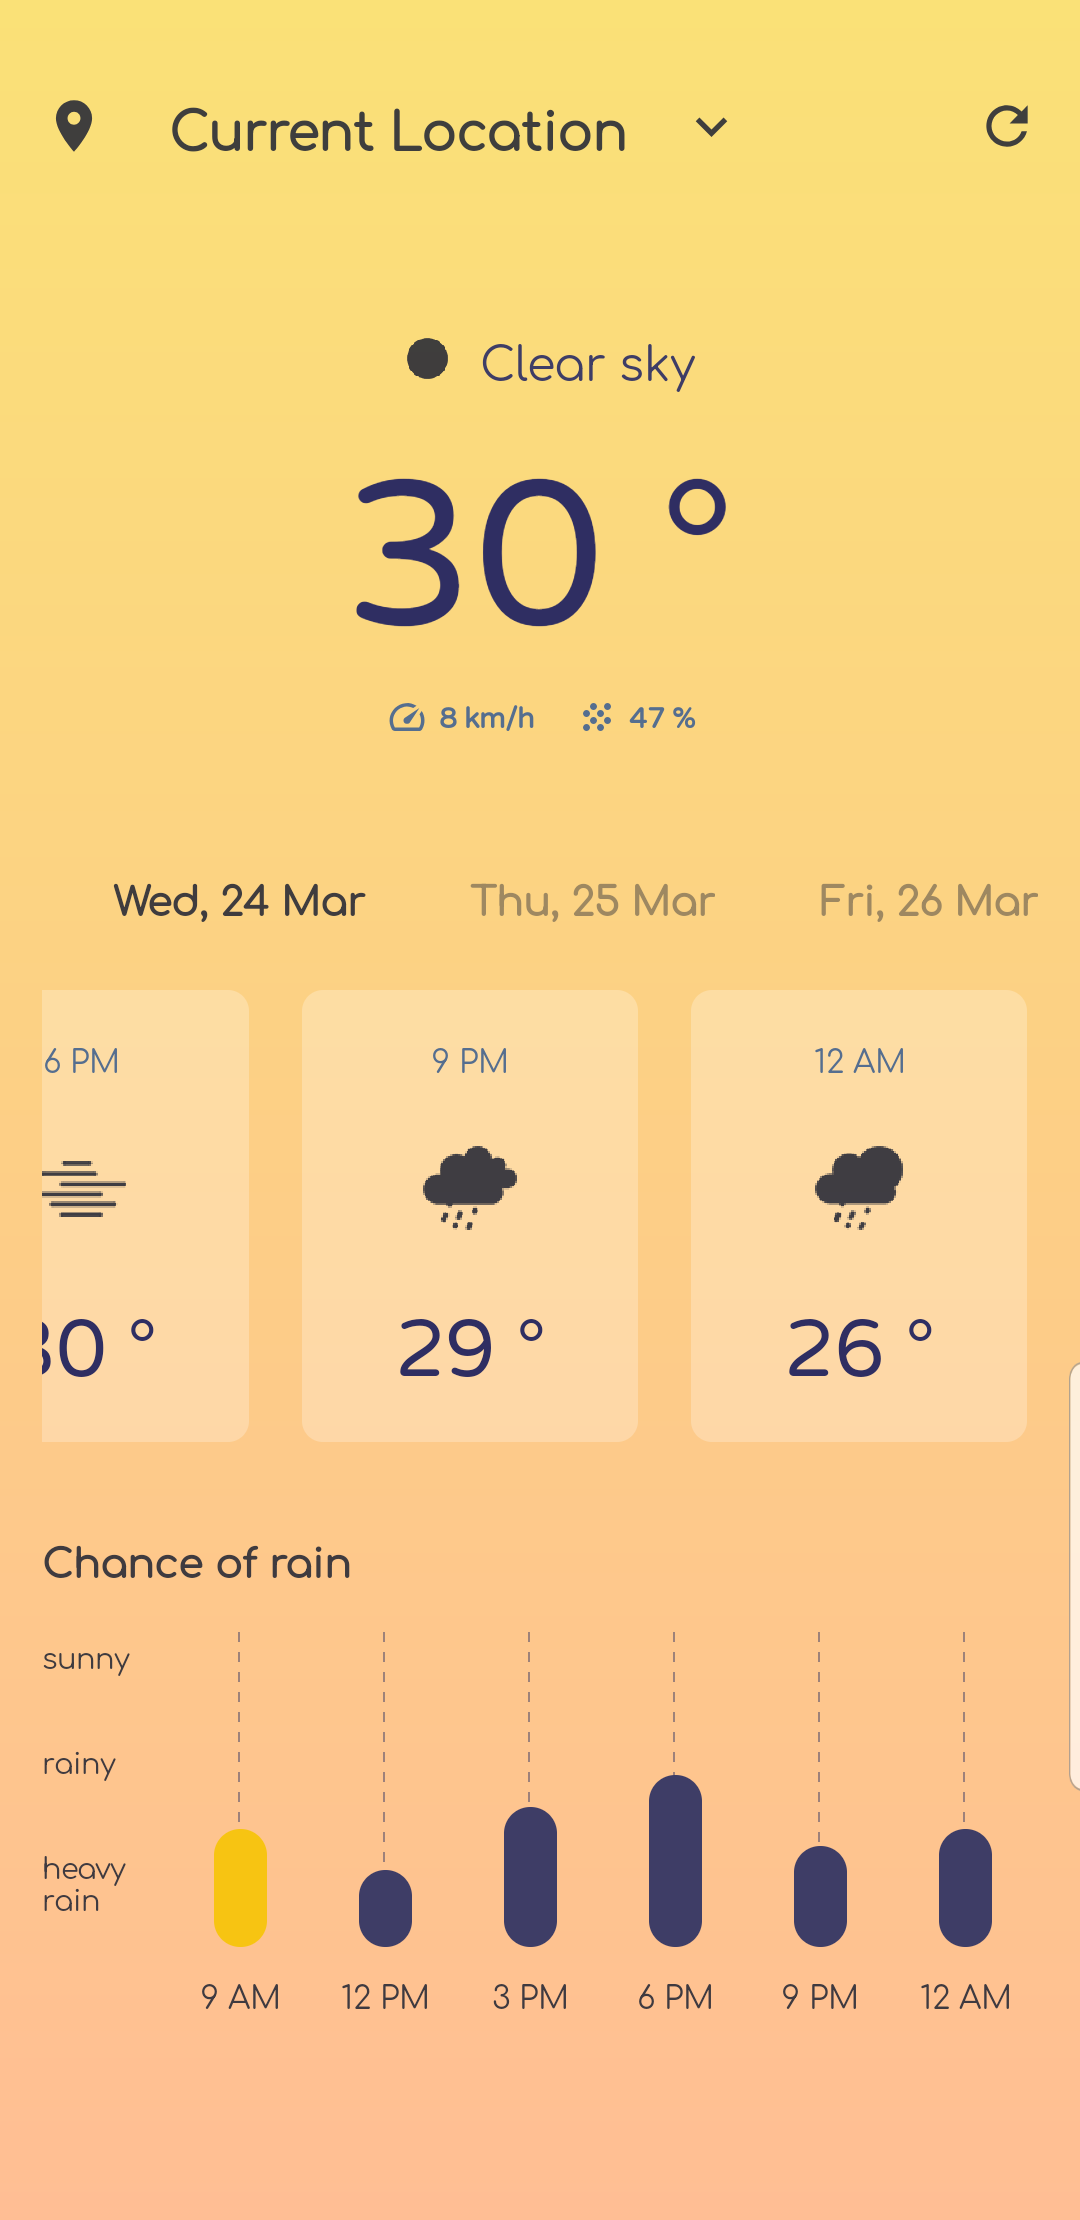 Current Location
Clear sky
30 °
8 km/h 47 %
Wed, 24 Mar Thu, 25 Mar Fri, 26 Mar
6 PM 9 PM 12 AM
30 ° 29 ° 26 °
Chance of rain
sunny
rainy
heavy
rain
9 AM 12 PM 3 PM 6 PM 9 PM 12 AM